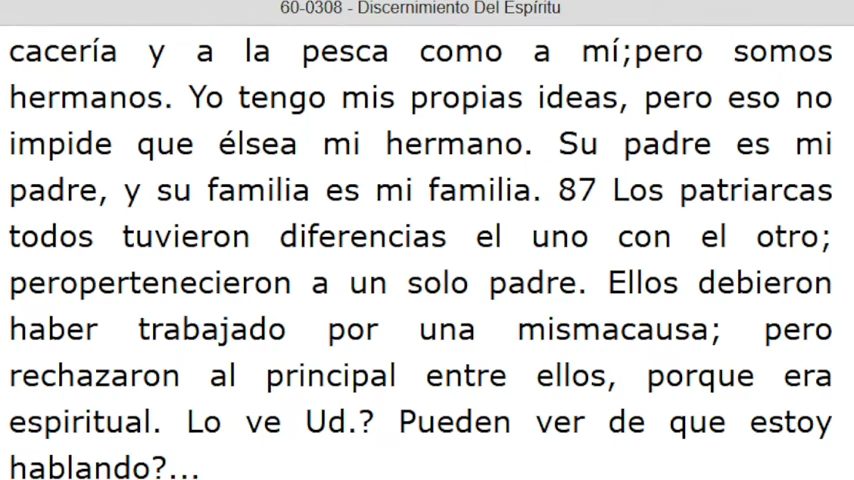 60-0308 - Discernimiento Del Espíritu
cacería y a la pesca como a mí;pero somos
hermanos. Yo tengo mis propias ideas, pero eso no
impide que élsea mi hermano. Su padre es mi
padre, y su familia es mi familia. 87 Los patriarcas
todos tuvieron diferencias el uno con el otro;
peropertenecieron a un solo padre. Ellos debieron
haber trabajado por una mismacausa; pero
rechazaron al principal entre ellos, porque era
espiritual. Lo ve Ud.? Pueden ver de que estoy
hablando?...